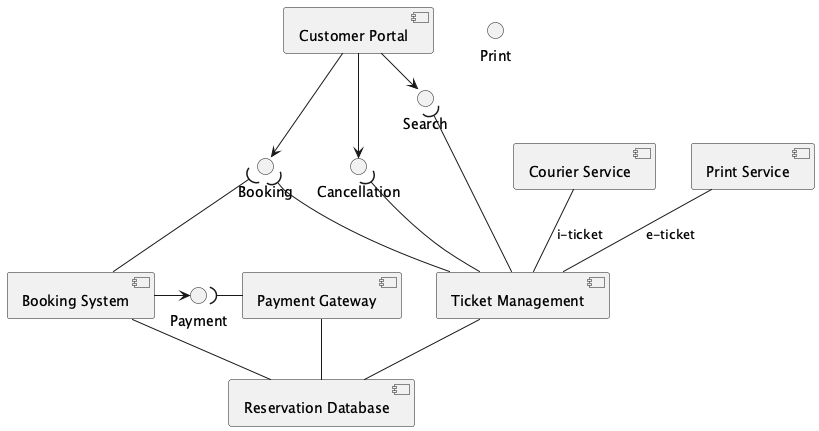 Customer Portal
Print
Search
Courier Service
Print Service
Booking
Cancellation
i-ticket
e-ticket
Booking System
Payment
Payment Gateway
Ticket Management
Reservation Database